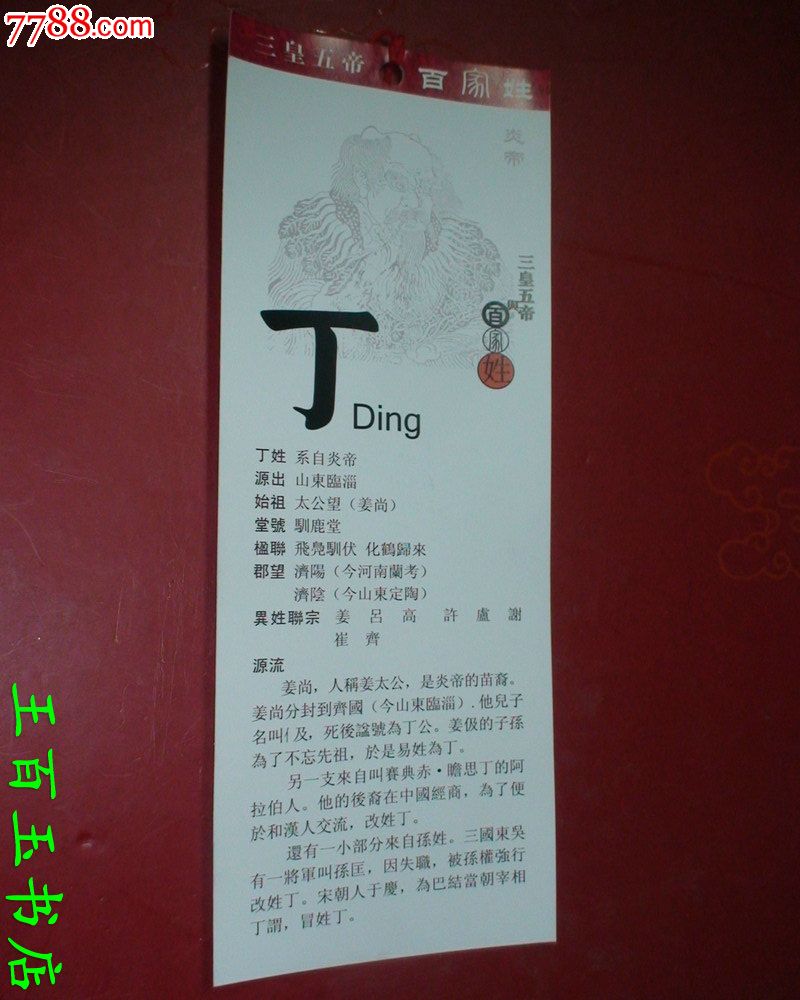 7788.com
三皇五帝 百家姓
炎帝
三皇五帝
與
百家姓
丁 Ding
丁姓 系自炎帝
源出 山東臨淄
始祖 太公望（姜尚）
堂號 馴鹿堂
楹聯 飛鳧馴伏 化鶴歸來
郡望 濟陽（今河南蘭考）
濟陰（今山東定陶）
異姓聯宗 姜 呂 高 許 盧 謝
崔 齊
源流
姜尚，人稱姜太公，是炎帝的苗裔。
姜尚分封到齊國（今山東臨淄）.他兒子
名叫亻及，死後謚號為丁公。姜伋的子孫
為了不忘先祖，於是易姓為丁。
另一支來自叫賽典赤·瞻思丁的阿
拉伯人。他的後裔在中國經商，為了便
於和漢人交流，改姓丁。
還有一小部分來自孫姓。三國東吳
有一將軍叫孫匡，因失職，被孫權強行
改姓丁。宋朝人于慶，為巴結當朝宰相
丁謂，冒姓丁。
王百玉书店